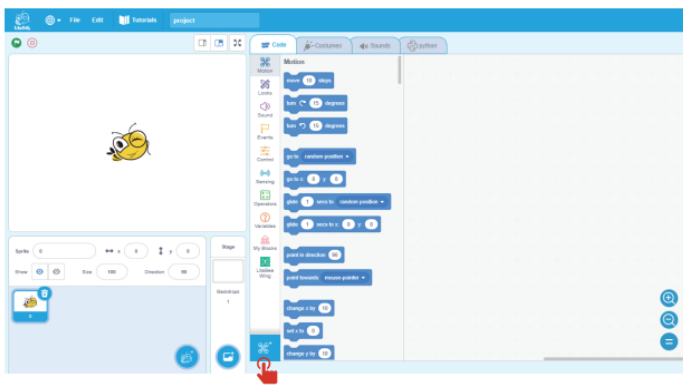 File Edit Tutorials project
Code Costumes Sounds python
Motion
Looks
Sound
Events
Control
Sensing
Operators
Variables
My Blocks
LiteBee Wing
Motion
move 10 steps
turn 15 degrees
turn 15 degrees
go to random position
go to x: 0 y: 0
glide 1 secs to random position
glide 1 secs to x: 0 y: 0
point in direction 90
point towards mouse-pointer
change x by 10
set x to 0
change y by 10
Sprite x y
Show Size 100 Direction 90
Stage
Backdrops
1